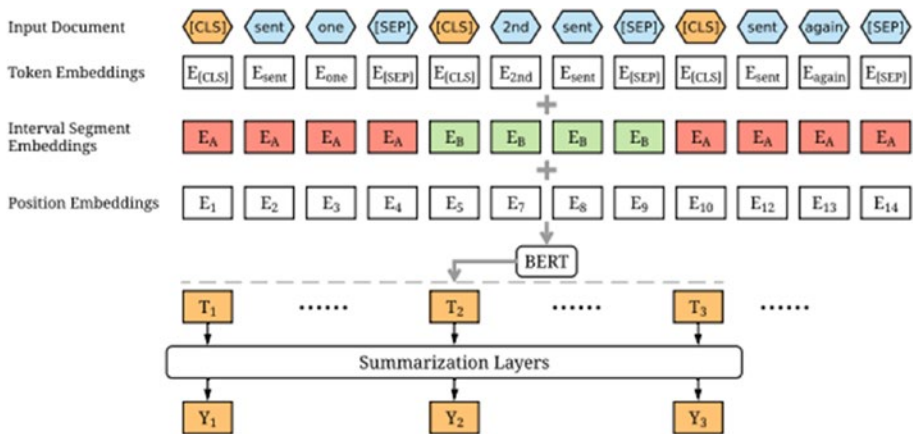 Input Document [CLS] sent one [SEP] [CLS] 2nd sent [SEP] [CLS] sent again [SEP]
Token Embeddings E[CLS] Esent Eone E[SEP] E[CLS] E2nd Esent E[SEP] E[CLS] Esent Eagain E[SEP]
+
Interval Segment
Embeddings EA EA EA EA EB EB EB EB EA EA EA EA
+
Position Embeddings E1 E2 E3 E4 E5 E7 E8 E9 E10 E12 E13 E14
BERT
T1 ...... T2 ...... T3 ......
Summarization Layers
Y1 Y2 Y3